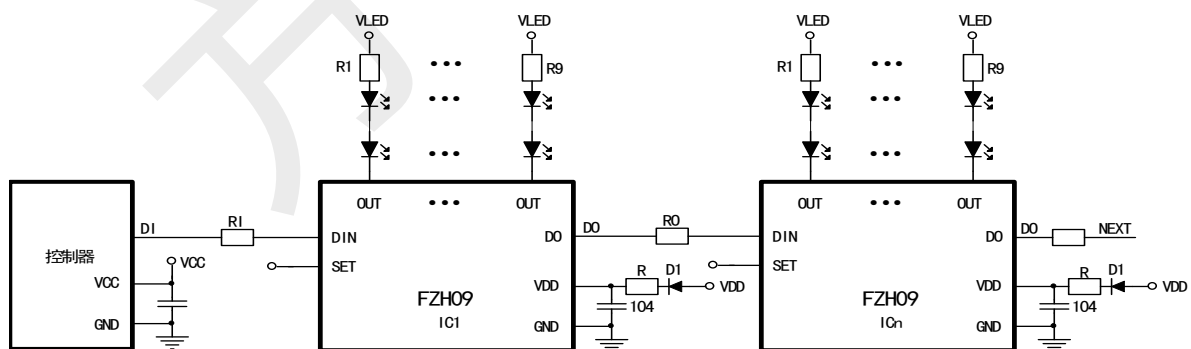 VLED VLED VLED VLED
R1 ••• R9 R1 ••• R9
••• •••
••• •••
OUT ••• OUT OUT ••• OUT
DI RI DIN DO DO RO DIN DO DO NEXT
控制器 VCC SET SET
VCC VDD R D1 VDD VDD R D1 VDD
FZH09 104 FZH09 104
GND IC1 GND ICn GND